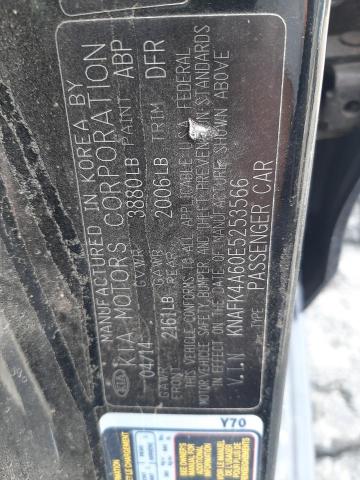 MANUFACTURED IN KOREA BY
KIA KIA MOTORS CORPORATION
04/14 GVWR 3880LB PAINT ABP
GAWR FRONT 2161LB GAWR REAR 2006LB TRIM DFR
THIS VEHICLE CONFORMS TO ALL APPLICABLE FEDERAL
MOTOR VEHICLE SAFETY, BUMPER, AND THEFT PREVENTION STANDARDS
IN EFFECT ON THE DATE OF MANUFACTURE SHOWN ABOVE
V.I.N KNAFK4A60E5253566
TYPE PASSENGER CAR
Y70